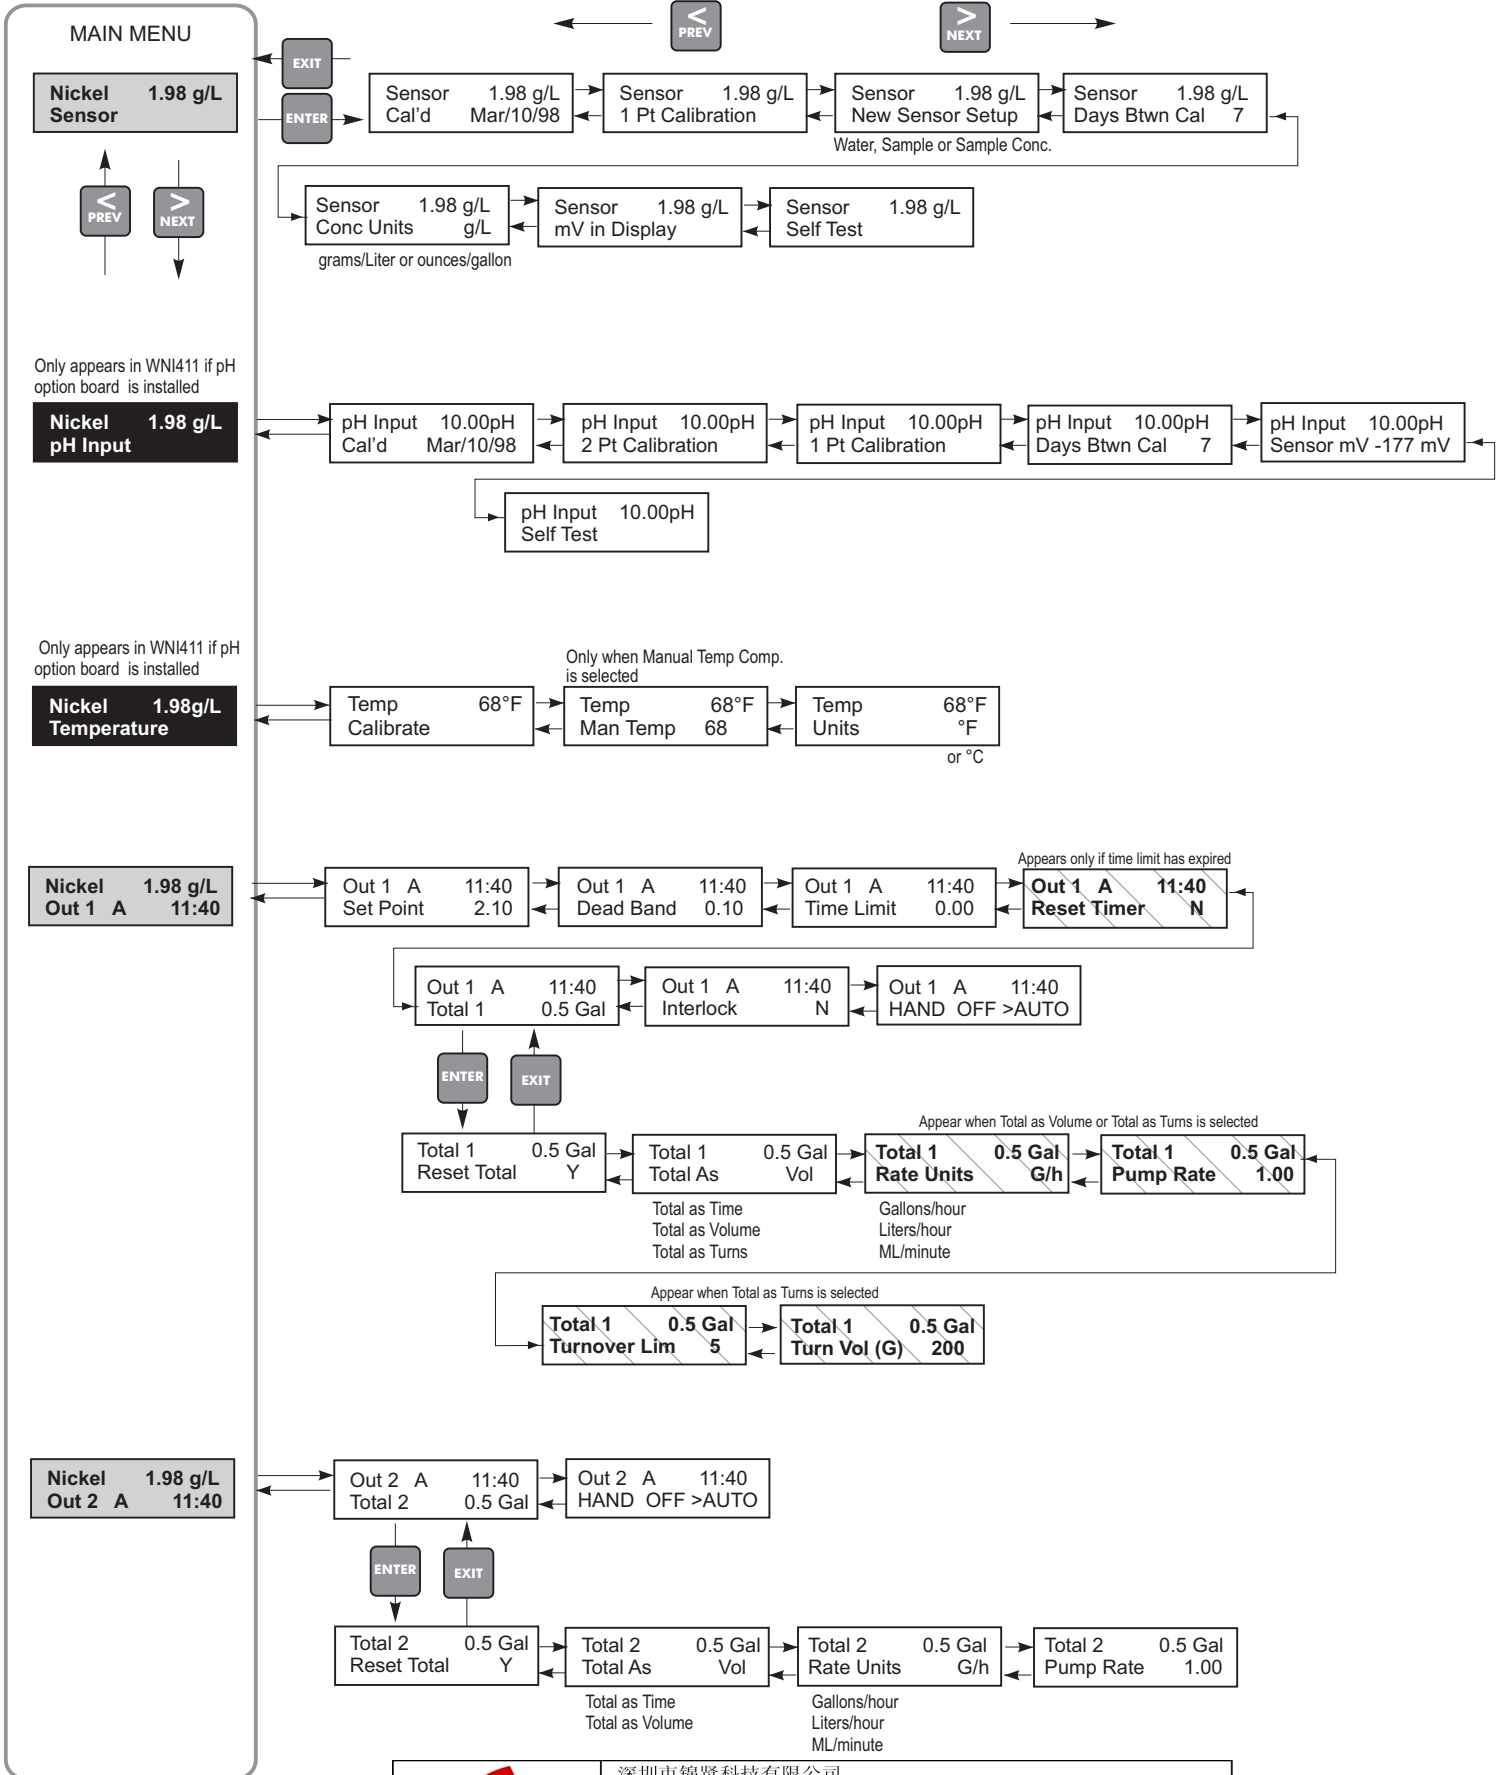 MAIN MENU
< PREV
> NEXT
EXIT
ENTER
Nickel 1.98 g/L
Sensor
Sensor 1.98 g/L
Cal'd Mar/10/98
Sensor 1.98 g/L
1 Pt Calibration
Sensor 1.98 g/L
New Sensor Setup
Water, Sample or Sample Conc.
Sensor 1.98 g/L
Days Btwn Cal 7
< PREV
> NEXT
Sensor 1.98 g/L
Conc Units g/L
grams/Liter or ounces/gallon
Sensor 1.98 g/L
mV in Display
Sensor 1.98 g/L
Self Test
Only appears in WNI411 if pH
option board is installed
Nickel 1.98 g/L
pH Input
pH Input 10.00pH
Cal'd Mar/10/98
pH Input 10.00pH
2 Pt Calibration
pH Input 10.00pH
1 Pt Calibration
pH Input 10.00pH
Days Btwn Cal 7
pH Input 10.00pH
Sensor mV -177 mV
pH Input 10.00pH
Self Test
Only appears in WNI411 if pH
option board is installed
Nickel 1.98g/L
Temperature
Temp 68°F
Calibrate
Only when Manual Temp Comp.
is selected
Temp 68°F
Man Temp 68
Temp 68°F
Units °F
or °C
Nickel 1.98 g/L
Out 1 A 11:40
Out 1 A 11:40
Set Point 2.10
Out 1 A 11:40
Dead Band 0.10
Out 1 A 11:40
Time Limit 0.00
Appears only if time limit has expired
Out 1 A 11:40
Reset Timer N
Out 1 A 11:40
Total 1 0.5 Gal
Out 1 A 11:40
Interlock N
Out 1 A 11:40
HAND OFF >AUTO
ENTER
EXIT
Total 1 0.5 Gal
Reset Total Y
Total 1 0.5 Gal
Total As Vol
Total as Time
Total as Volume
Total as Turns
Appear when Total as Volume or Total as Turns is selected
Total 1 0.5 Gal
Rate Units G/h
Gallons/hour
Liters/hour
ML/minute
Total 1 0.5 Gal
Pump Rate 1.00
Appear when Total as Turns is selected
Total 1 0.5 Gal
Turnover Lim 5
Total 1 0.5 Gal
Turn Vol (G) 200
Nickel 1.98 g/L
Out 2 A 11:40
Out 2 A 11:40
Total 2 0.5 Gal
Out 2 A 11:40
HAND OFF >AUTO
ENTER
EXIT
Total 2 0.5 Gal
Reset Total Y
Total 2 0.5 Gal
Total As Vol
Total as Time
Total as Volume
Total 2 0.5 Gal
Rate Units G/h
Gallons/hour
Liters/hour
ML/minute
Total 2 0.5 Gal
Pump Rate 1.00
深圳市锦贤科技有限公司